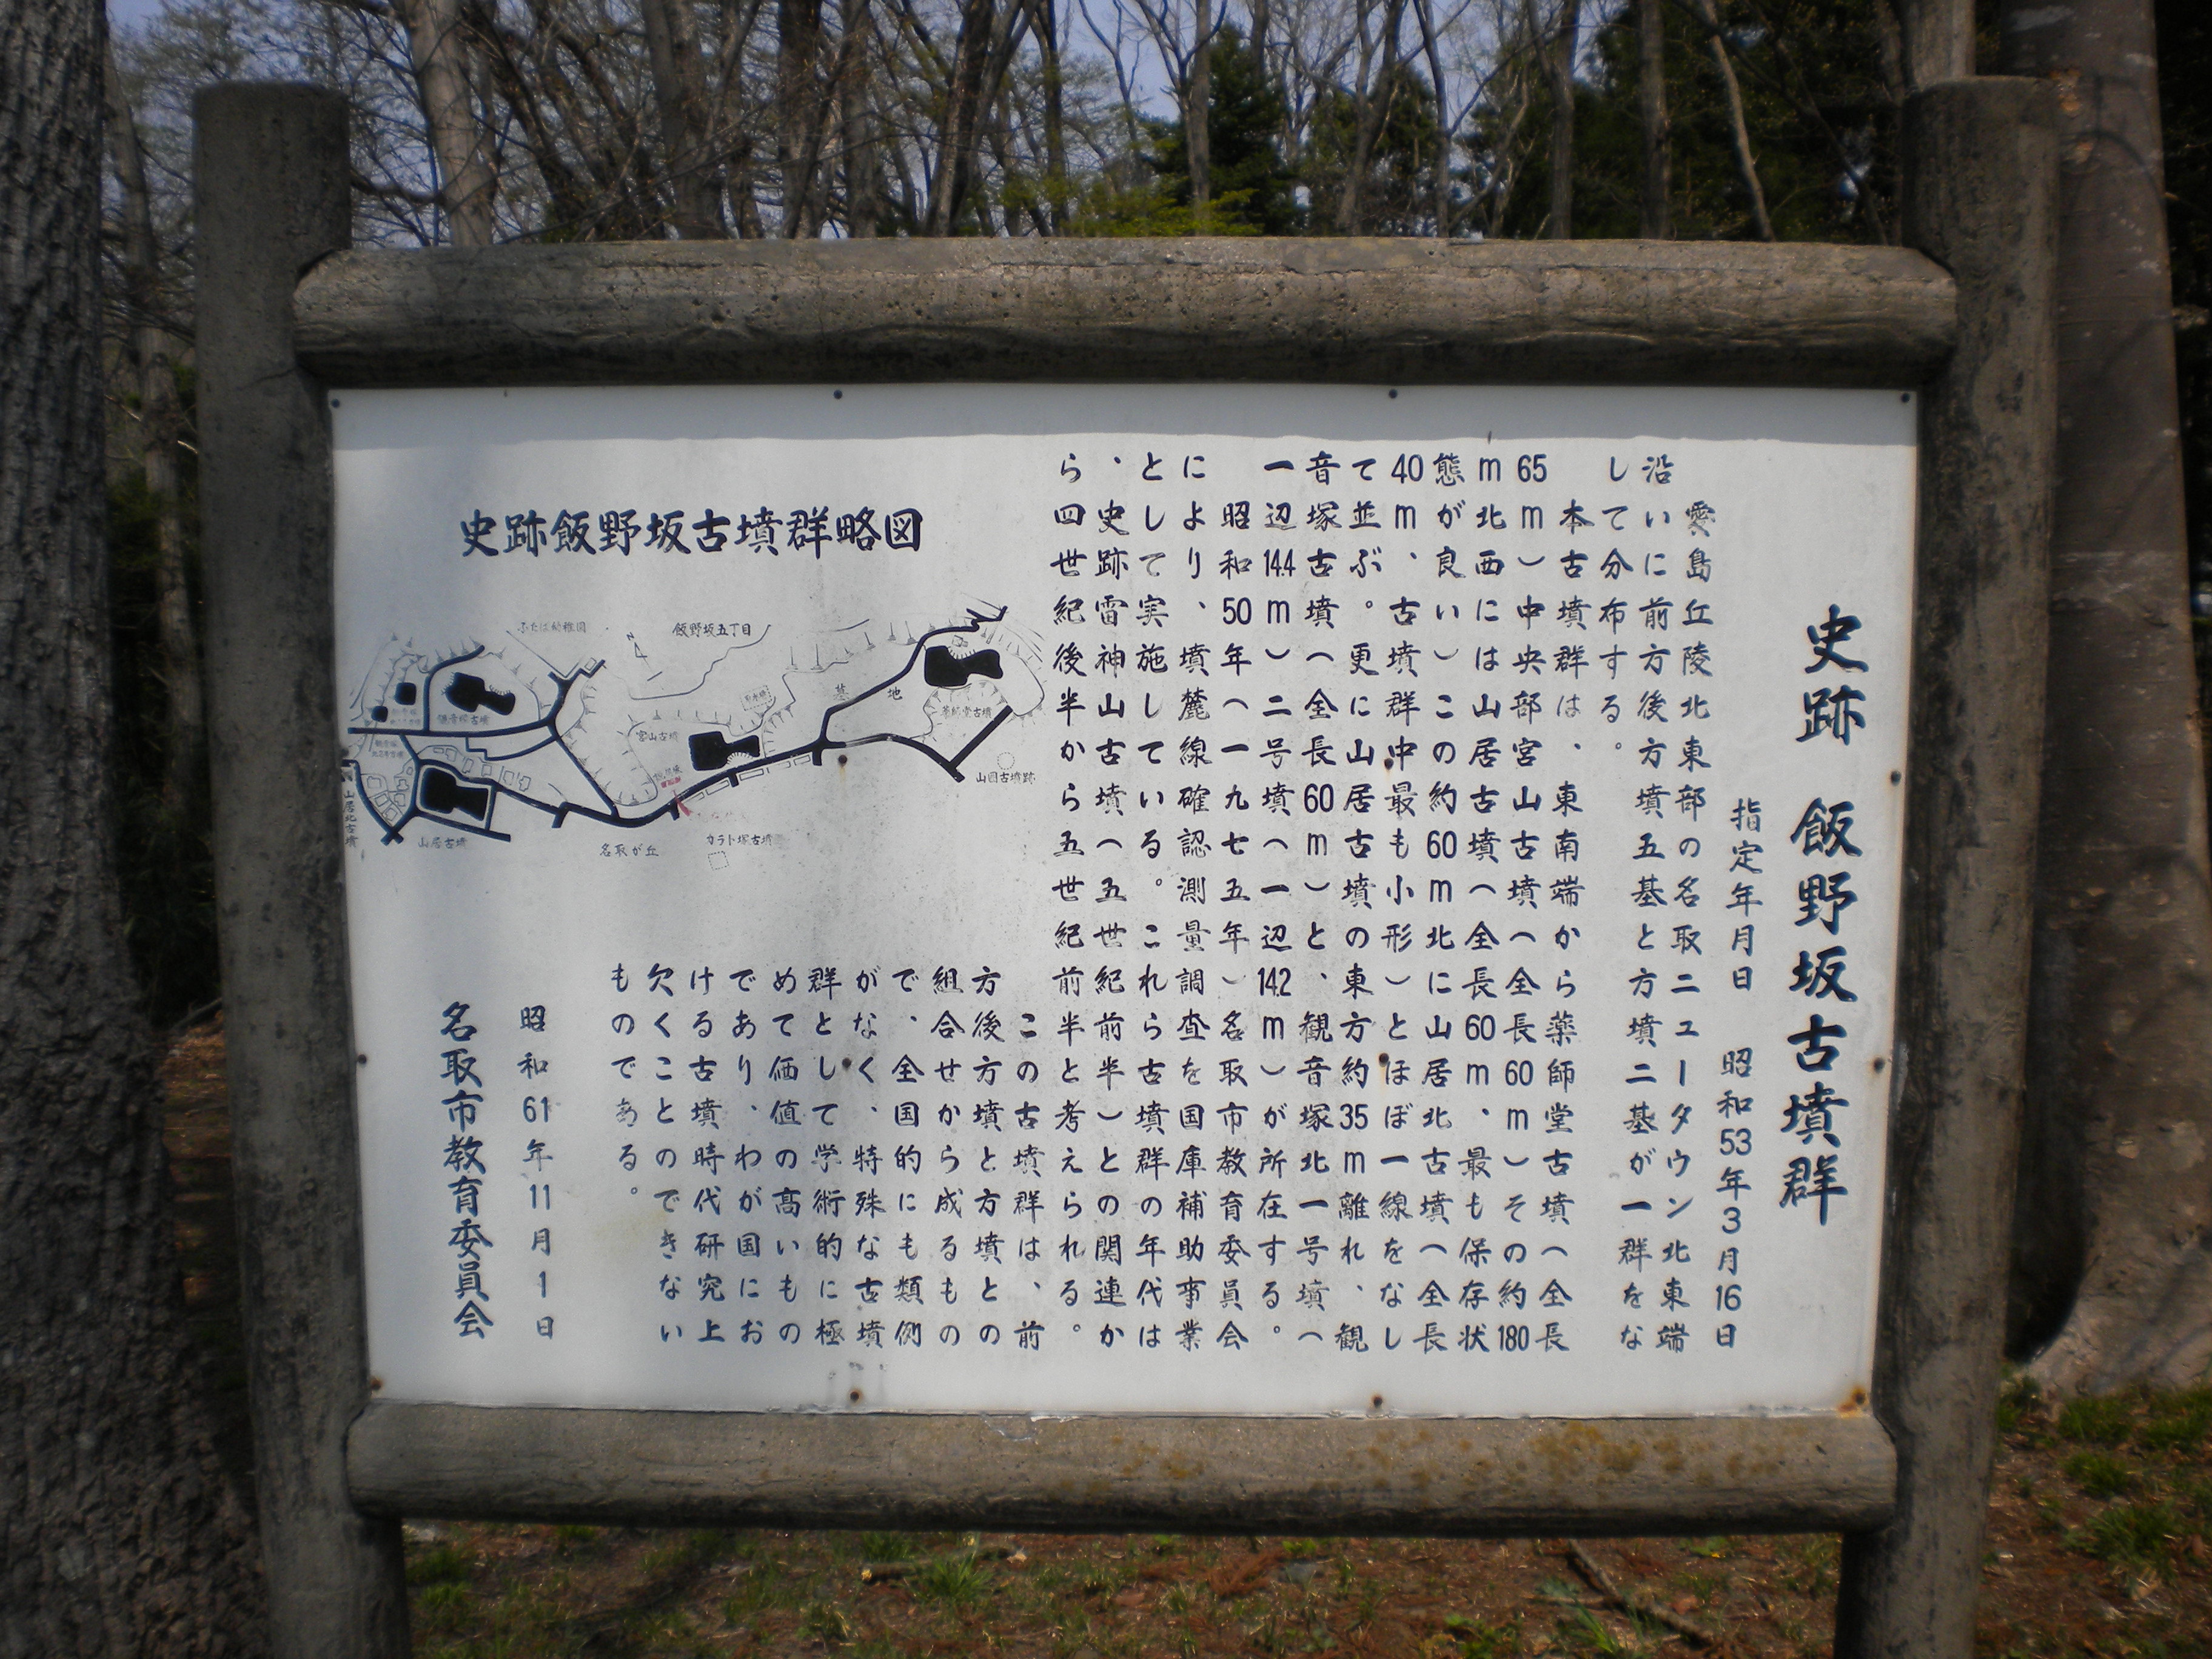 史跡 飯野坂古墳群
指定年月日 昭和53年3月16日
愛島丘陵北東部の名取ニュータウン北東端
沿いに前方後方墳五基と方墳二基が一群をな
して分布する。
本古墳群は、東南端から薬師堂古墳(全長
65m)中央部宮山古墳(全長60m)その約180
m北西には山居古墳(全長60m、最も保存状
態が良い)この約60m北に山居北古墳(全長
40m、古墳群中最も小形)とほぼ一線をなし
て並ぶ。更に山居古墳の東方約35m離れ、観
音塚古墳(全長60m)と、観音塚北一号墳(
一辺14.4m)二号墳(一辺14.2m)が所在する。
昭和50年(一九七五年)名取市教育委員会
により、墳麓線確認測量調査を国庫補助事業
として実施している。これら古墳群の年代は
、史跡雷神山古墳(五世紀前半)との関連か
ら四世紀後半から五世紀前半と考えられる。
この古墳群は、前
方後方墳と方墳との
組合せから成るもの
で、全国的にも類例
がなく、特殊な古墳
群として学術的に極
めて価値の高いもの
であり、わが国にお
ける古墳時代研究上
欠くことのできない
ものである。
昭和61年11月1日
名取市教育委員会
史跡飯野坂古墳群略図
ふたば幼稚園
N
飯野坂五丁目
墓地
薬師堂古墳
観音塚古墳
宮山古墳
山囲古墳跡
山居北古墳
山居古墳
名取が丘
カラト塚古墳